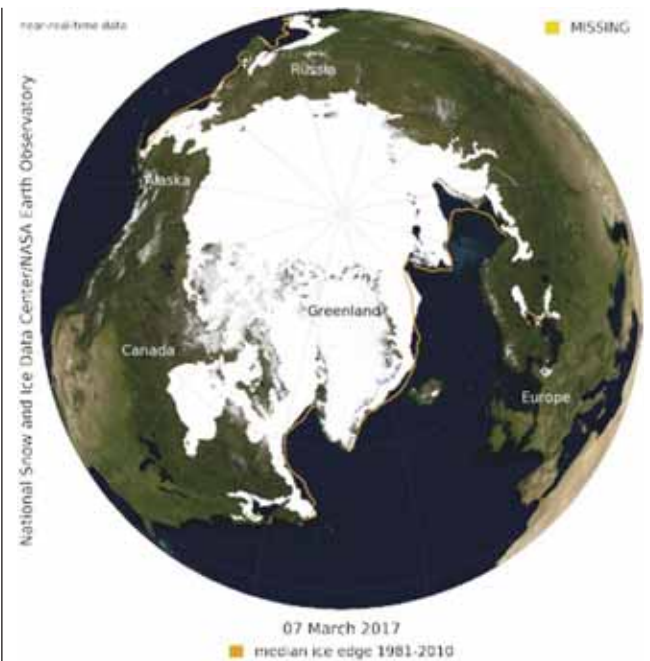 near-real-time data
MISSING
National Snow and Ice Data Center/NASA Earth Observatory
Russia
Alaska
Greenland
Canada
Europe
07 March 2017
median ice edge 1981-2010